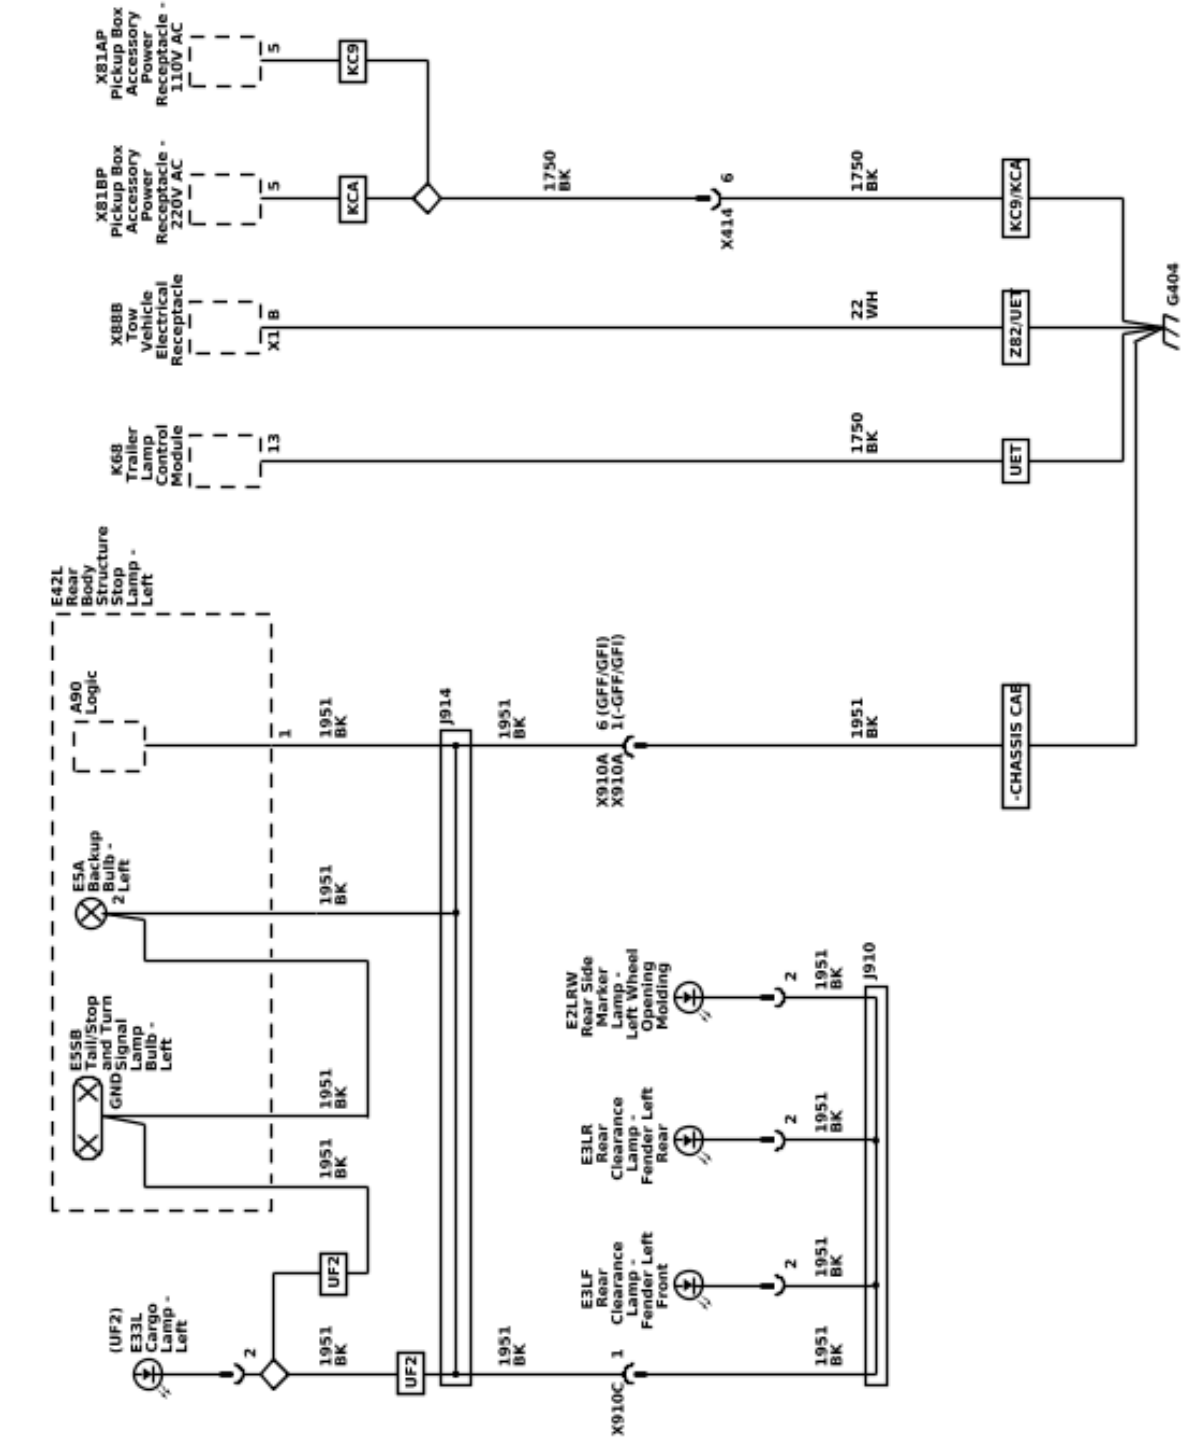 X81AP
Pickup Box
Accessory
Power
Receptacle -
110V AC
5
KC9
X81BP
Pickup Box
Accessory
Power
Receptacle -
220V AC
5
KCA
1750
BK
6
X414
1750
BK
KC9/KCA
X88B
Tow
Vehicle
Electrical
Receptacle
X1 B
22
WH
Z82/UET
G404
K68
Trailer
Lamp
Control
Module
13
1750
BK
UET
E42L
Rear
Body
Structure
Stop
Lamp -
Left
A90
Logic
1
1951
BK
J914
1951
BK
X910A 6 (GFF/GFI)
X910A 1(-GFF/GFI)
1951
BK
-CHASSIS CAB
E5A
Backup
Bulb -
Left
2
1951
BK
E5SB
Tail/Stop
and Turn
Signal
Lamp
Bulb -
Left
GND
1951
BK
1951
BK
UF2
(UF2)
E33L
Cargo
Lamp -
Left
2
1951
BK
UF2
1951
BK
X910C 1
1951
BK
E2LRW
Rear Side
Marker
Lamp -
Left Wheel
Opening
Molding
2
1951
BK
J910
E3LR
Rear
Clearance
Lamp -
Fender Left
Rear
2
1951
BK
E3LF
Rear
Clearance
Lamp -
Fender Left
Front
2
1951
BK